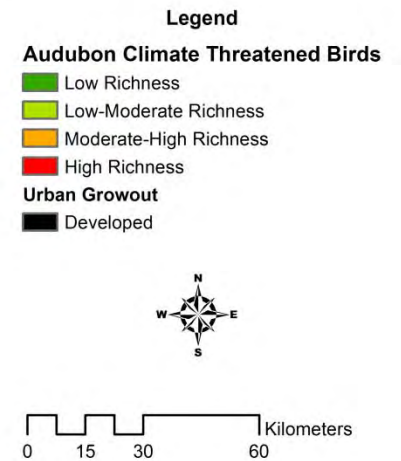 Legend
Audubon Climate Threatened Birds
Low Richness
Low-Moderate Richness
Moderate-High Richness
High Richness
Urban Growout
Developed
N
W E
S
Kilometers
0 15 30 60